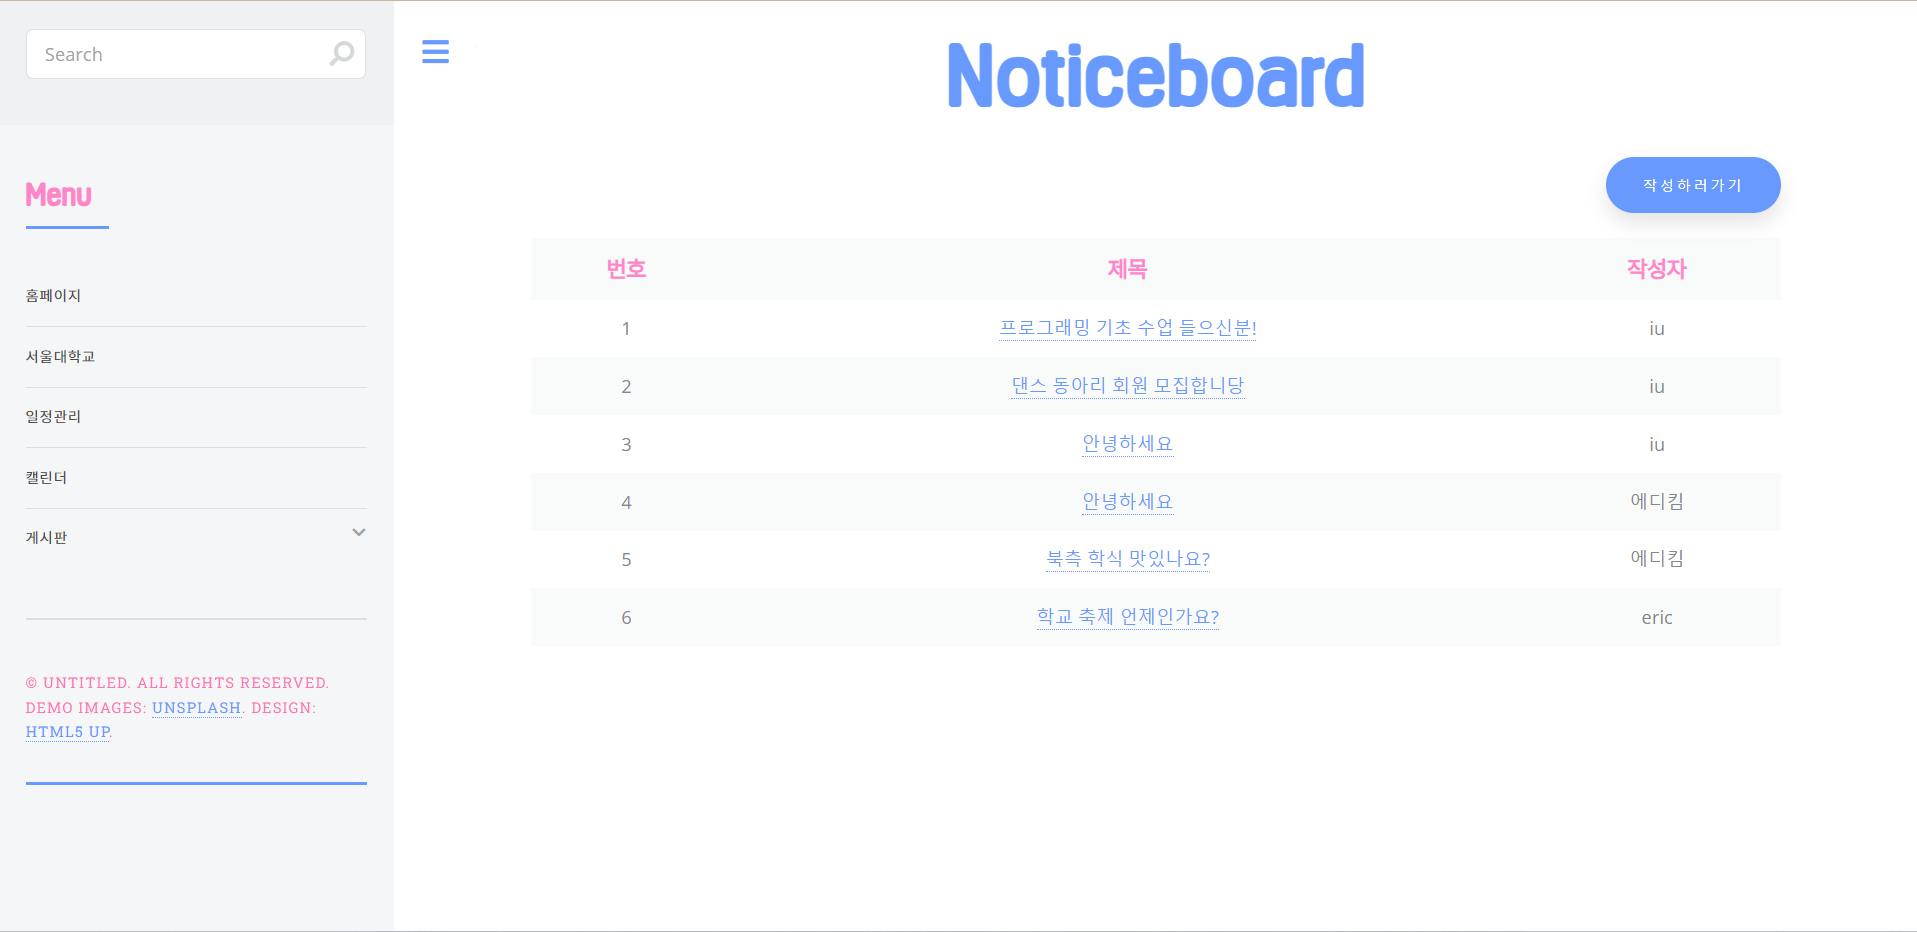 Search
Menu
홈페이지
서울대학교
일정관리
캘린더
게시판
© UNTITLED. ALL RIGHTS RESERVED.
DEMO IMAGES: UNSPLASH. DESIGN:
HTML5 UP.
Noticeboard
작성하러가기
번호 제목 작성자
1 프로그래밍 기초 수업 들으신분! iu
2 댄스 동아리 회원 모집합니당 iu
3 안녕하세요 iu
4 안녕하세요 에디킴
5 북측 학식 맛있나요? 에디킴
6 학교 축제 언제인가요? eric